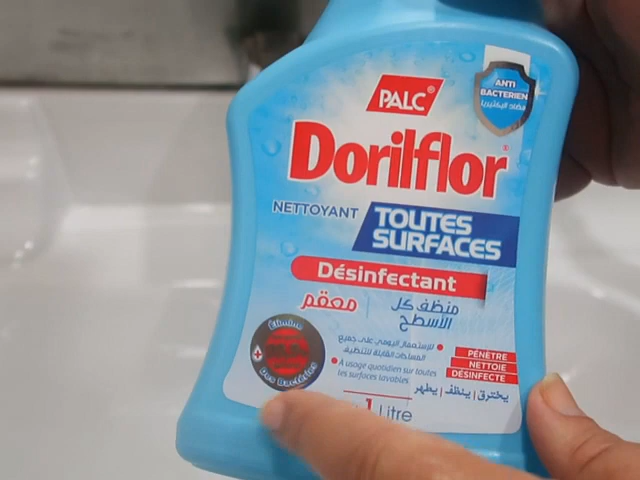 PALC®
ANTI
BACTERIEN
مضاد البكتيريا
Dorilflor®
NETTOYANT
TOUTES
SURFACES
Désinfectant
منظف كل
الأسطح
معقم
للإستعمال اليومي على جميع
المساحات القابلة للتنظيف
A usage quotidien sur toutes
les surfaces lavables
Elimine
Des Bactéries
PÉNÈTRE
NETTOIE
DÉSINFECTE
يخترق | ينظف | يطهر
1 Litre